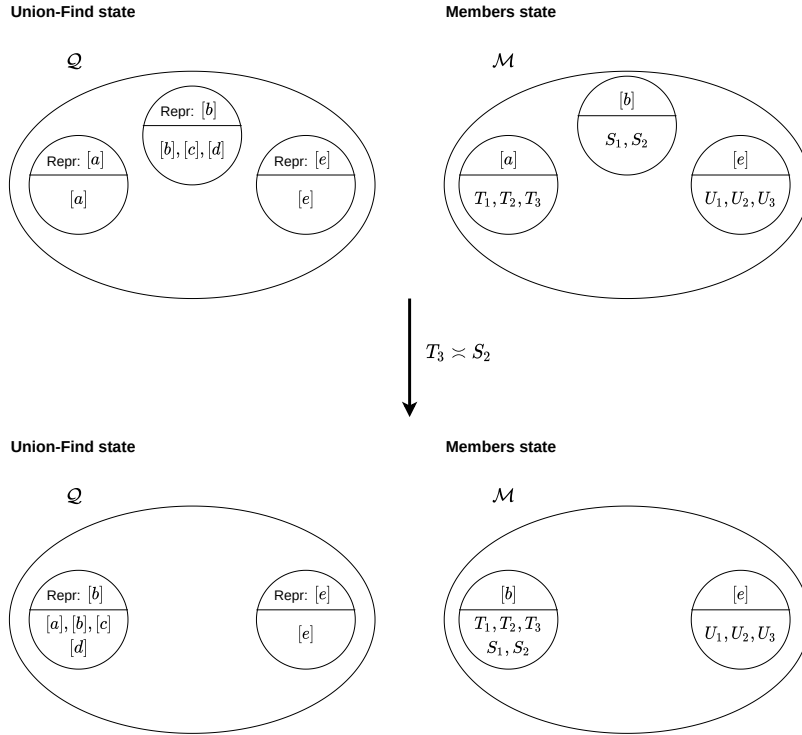 Union-Find state
Members state
𝒬
ℳ
Repr: [b]
[b], [c], [d]
Repr: [a]
[a]
Repr: [e]
[e]
[b]
S₁, S₂
[a]
T₁, T₂, T₃
[e]
U₁, U₂, U₃
T₃ ≍ S₂
Union-Find state
Members state
𝒬
ℳ
Repr: [b]
[a], [b], [c]
[d]
Repr: [e]
[e]
[b]
T₁, T₂, T₃
S₁, S₂
[e]
U₁, U₂, U₃